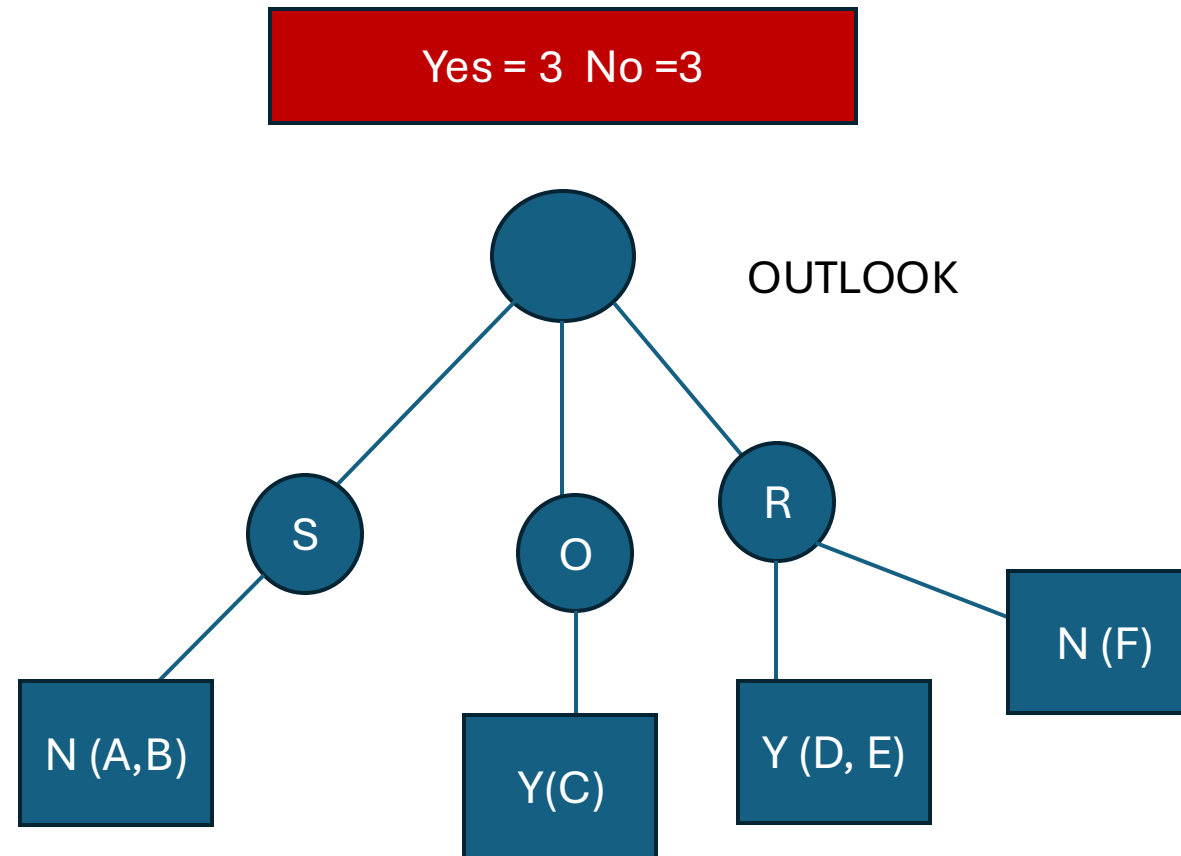 Yes = 3  No =3
OUTLOOK
S
O
R
N (A,B)
Y(C)
Y (D, E)
N (F)